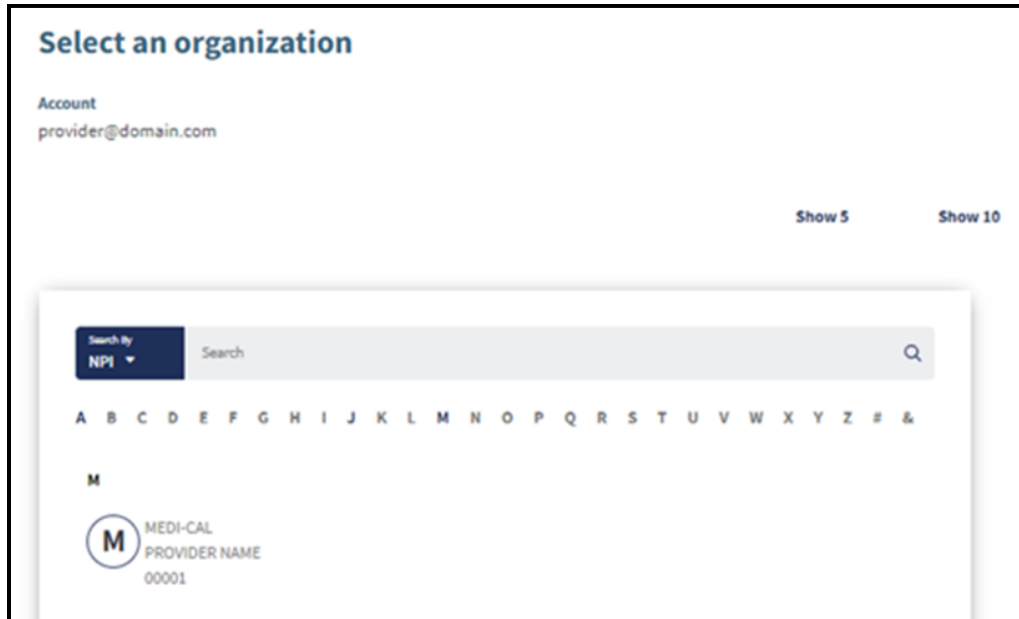 Select an organization
Account
provider@domain.com
Show 5 Show 10
Search By
NPI
Search
A B C D E F G H I J K L M N O P Q R S T U V W X Y Z # &
M
M
MEDI-CAL
PROVIDER NAME
00001